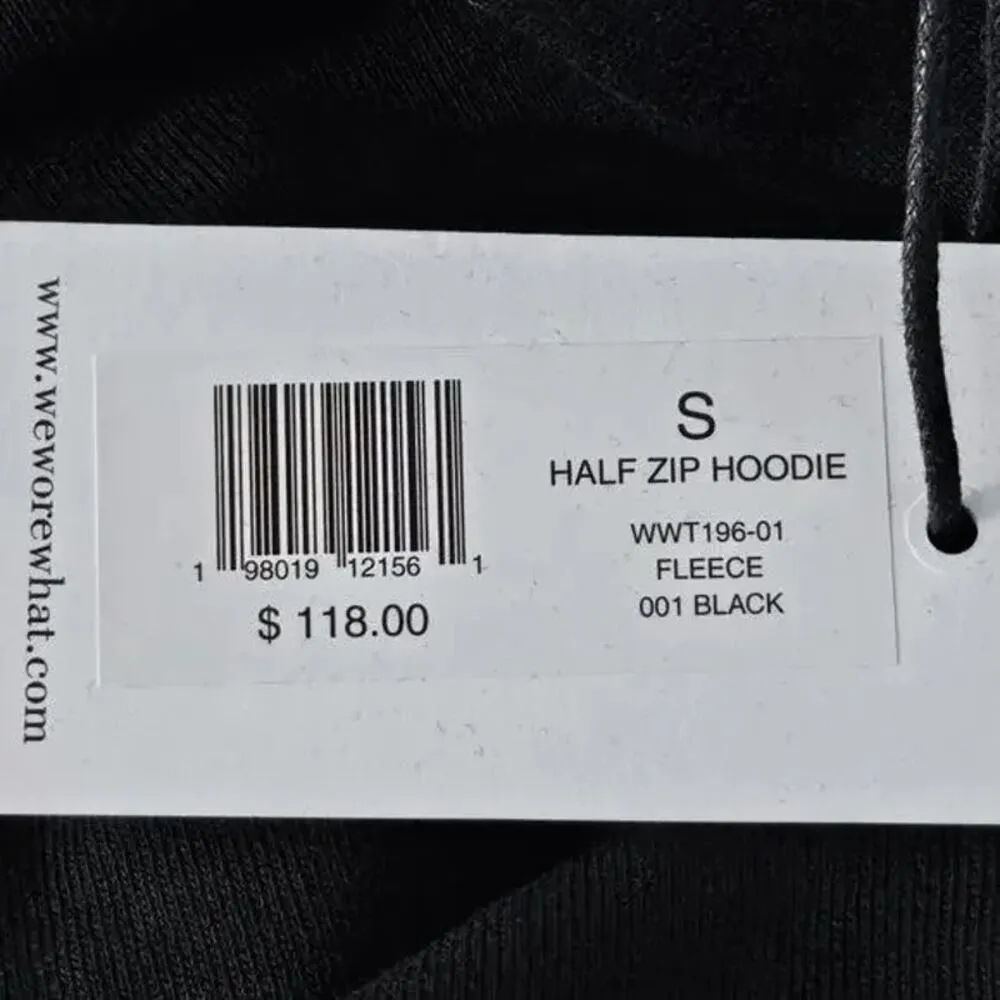 www.weworewhat.com
1 98019 12156 1
$ 118.00
S
HALF ZIP HOODIE
WWT196-01
FLEECE
001 BLACK